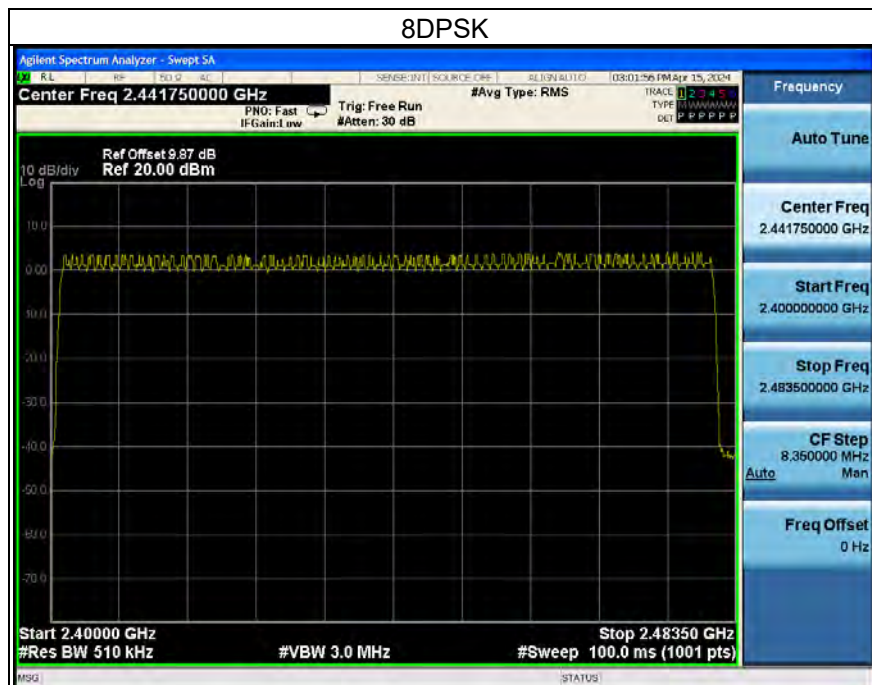 8DPSK
Agilent Spectrum Analyzer - Swept SA
RL RF 50 Ω AC SENSE:INT SOURCE OFF ALIGN AUTO 03:01:56 PM Apr 15, 2024
Center Freq 2.441750000 GHz
PNO: Fast
IFGain:Low
Trig: Free Run
#Atten: 30 dB
#Avg Type: RMS
TRACE 1 2 3 4 5 6
TYPE
DET P P P P P P
Ref Offset 9.87 dB
10 dB/div Ref 20.00 dBm
Log
10.0
0.00
-10.0
-20.0
-30.0
-40.0
-50.0
-60.0
-70.0
Start 2.40000 GHz
Stop 2.48350 GHz
#Res BW 510 kHz
#VBW 3.0 MHz
#Sweep 100.0 ms (1001 pts)
MSG
STATUS
Frequency
Auto Tune
Center Freq
2.441750000 GHz
Start Freq
2.400000000 GHz
Stop Freq
2.483500000 GHz
CF Step
8.350000 MHz
Auto Man
Freq Offset
0 Hz